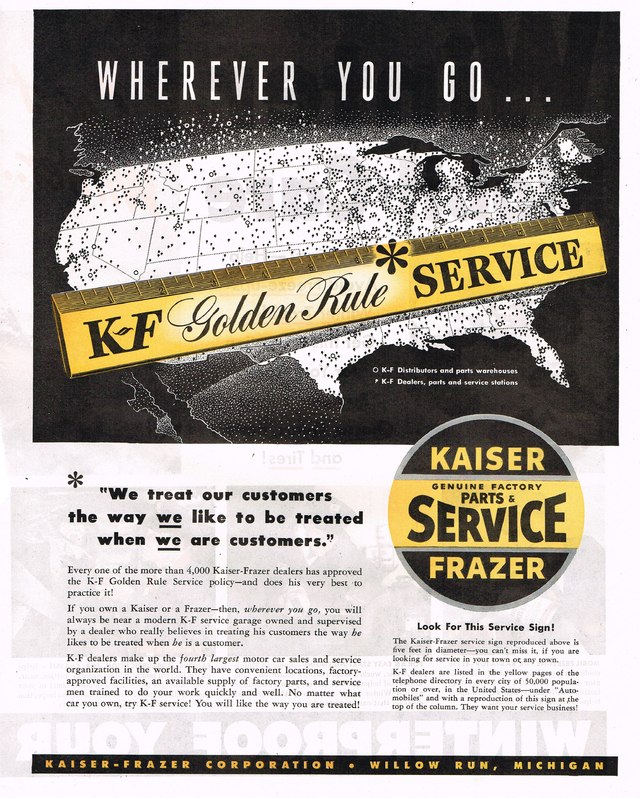 WHEREVER YOU GO...
K-F Golden Rule* SERVICE
K-F Distributors and parts warehouses
K-F Dealers, parts and service stations
KAISER
GENUINE FACTORY
PARTS &
SERVICE
FRAZER
*
"We treat our customers
the way we like to be treated
when we are customers."
Every one of the more than 4,000 Kaiser-Frazer dealers has approved
the K-F Golden Rule Service policy—and does his very best to
practice it!
If you own a Kaiser or a Frazer—then, wherever you go, you will
always be near a modern K-F service garage owned and supervised
by a dealer who really believes in treating his customers the way he
likes to be treated when he is a customer.
K-F dealers make up the fourth largest motor car sales and service
organization in the world. They have convenient locations, factory-
approved facilities, an available supply of factory parts, and service
men trained to do your work quickly and well. No matter what
car you own, try K-F service! You will like the way you are treated!
Look For This Service Sign!
The Kaiser-Frazer service sign reproduced above is
five feet in diameter—you can't miss it, if you are
looking for service in your town or any town.
K-F dealers are listed in the yellow pages of the
telephone directory in every city of 50,000 popula-
tion or over, in the United States—under "Auto-
mobiles" and with a reproduction of this sign at the
top of the column. They want your service business!
KAISER-FRAZER CORPORATION • WILLOW RUN, MICHIGAN
and Tires!
WINTERPROOF YOUR